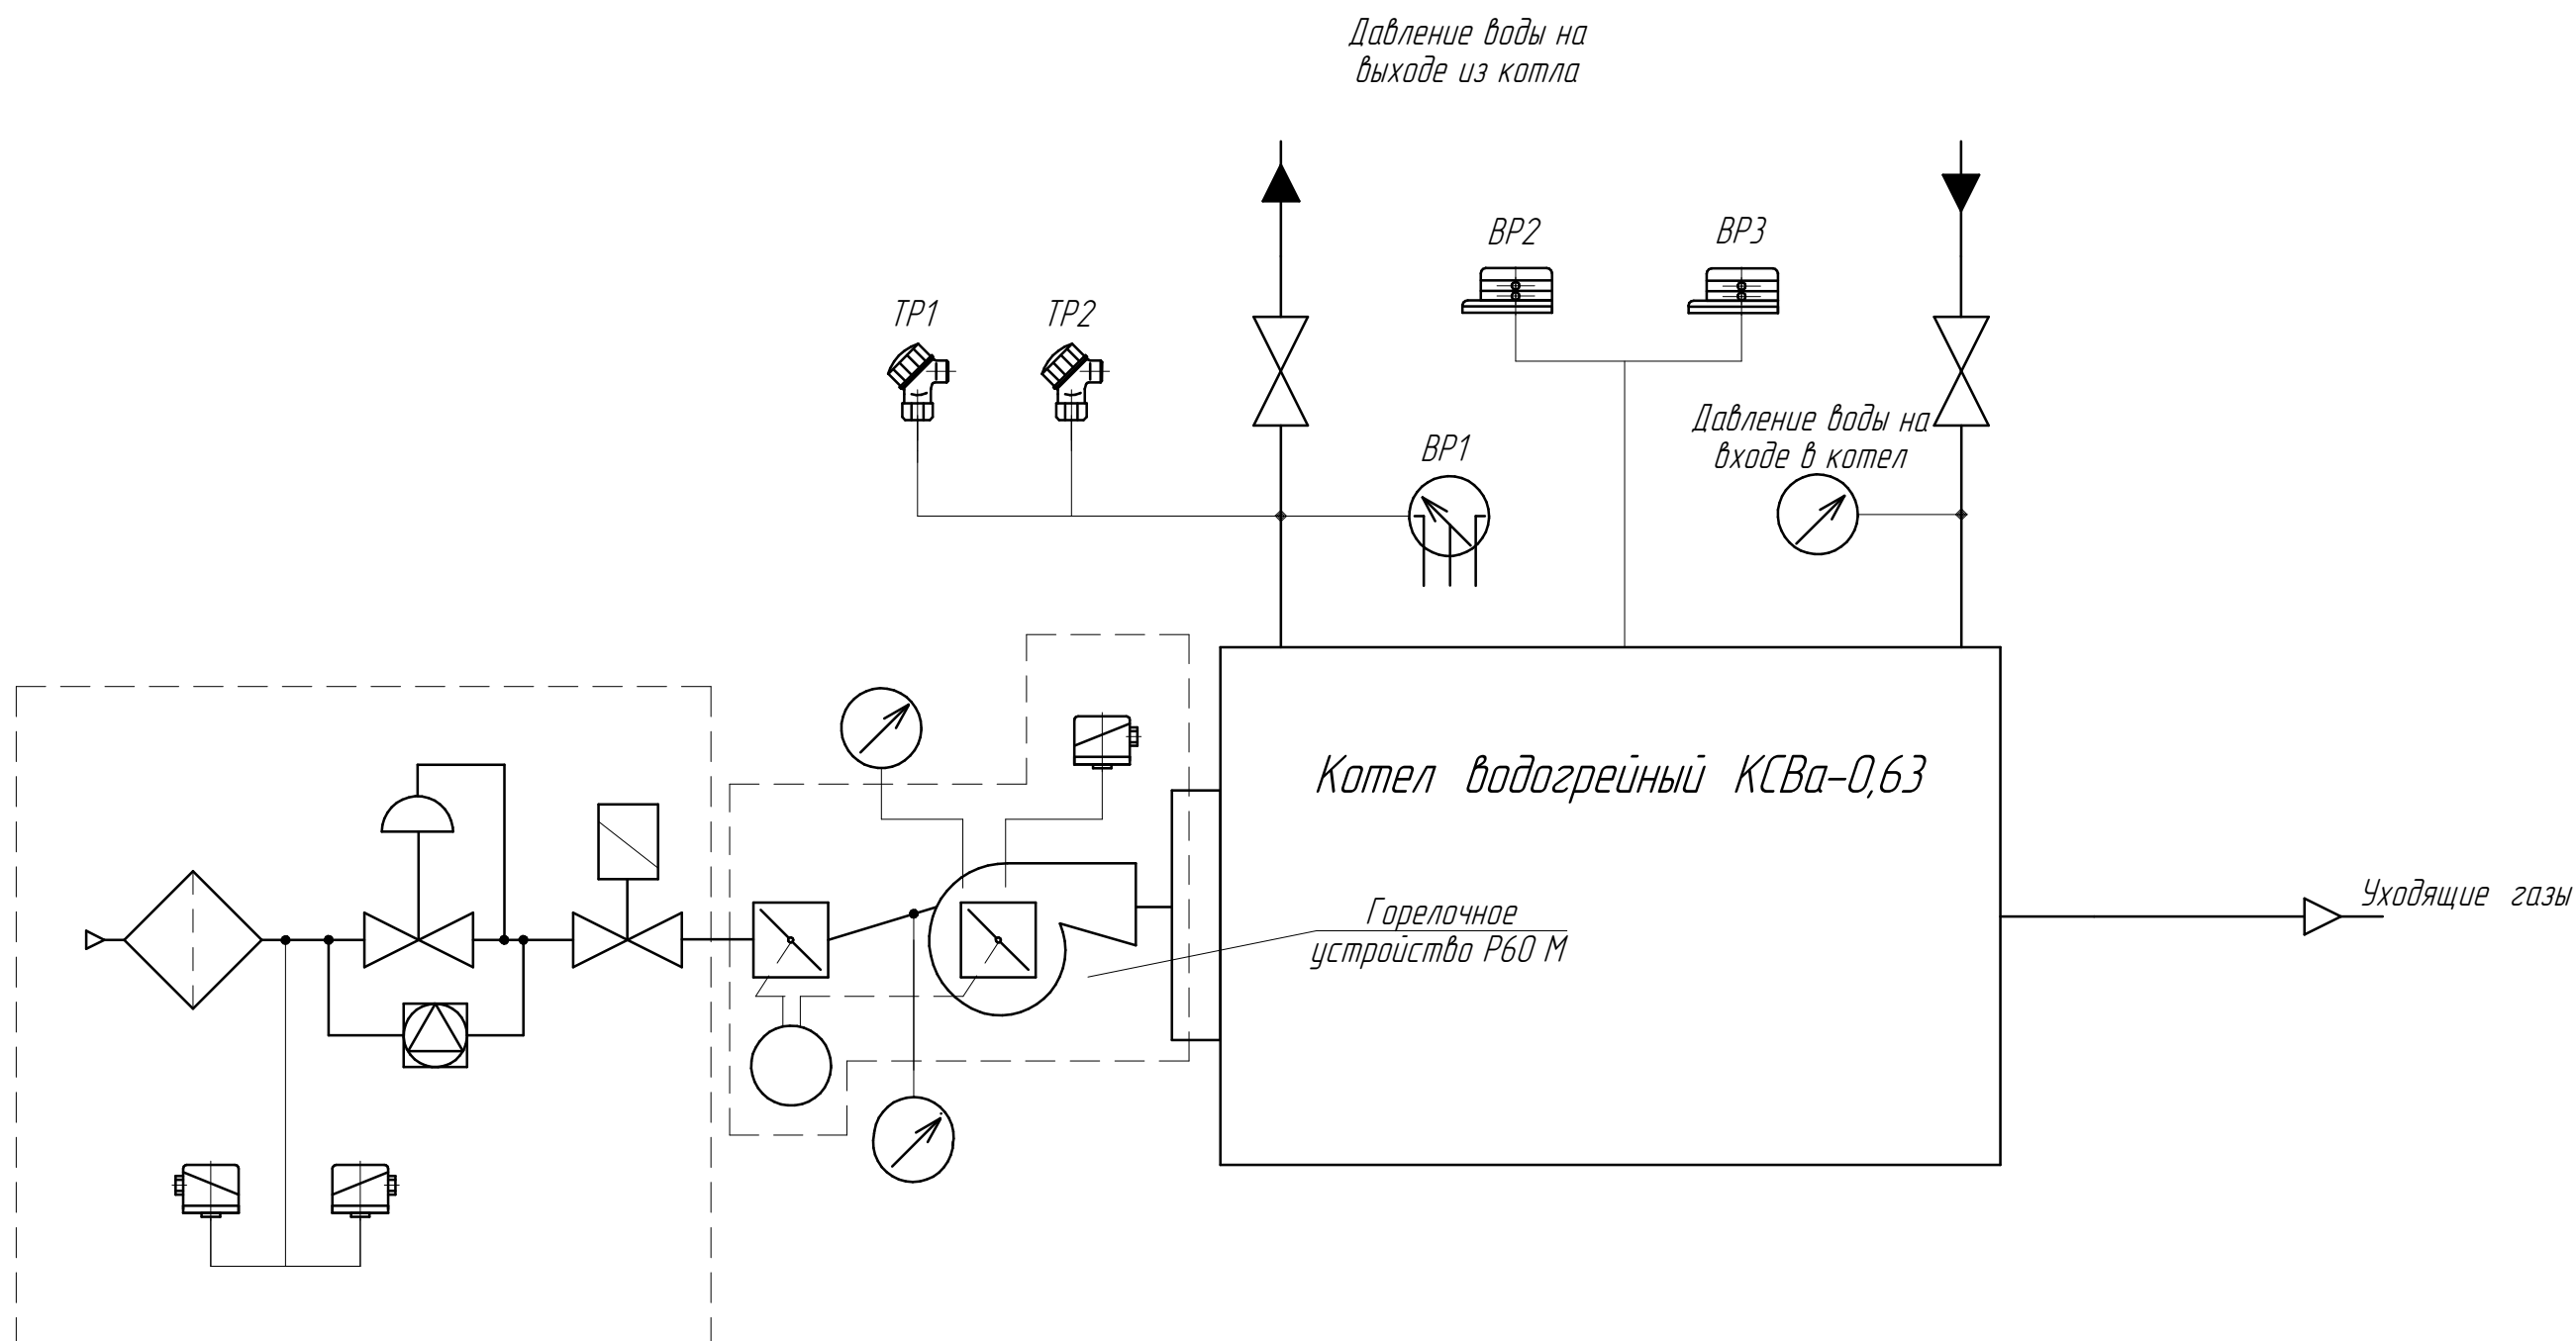 Давление воды на
выходе из котла
ВР2
ВР3
ТР1
ТР2
Давление воды на
входе в котел
ВР1
Котел водогрейный КСВа-0,63
Уходящие газы
Горелочное
устройство Р60 М